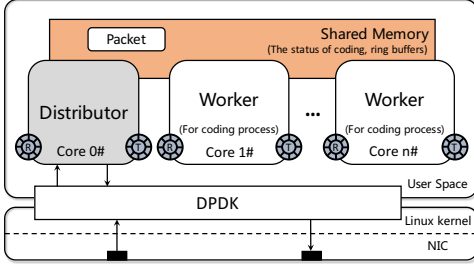 Packet
Shared Memory
(The status of coding, ring buffers)
Distributor
Core 0#
R
T
Worker
(For coding process)
Core 1#
R
T
...
Worker
(For coding process)
Core n#
R
T
User Space
DPDK
Linux kernel
NIC